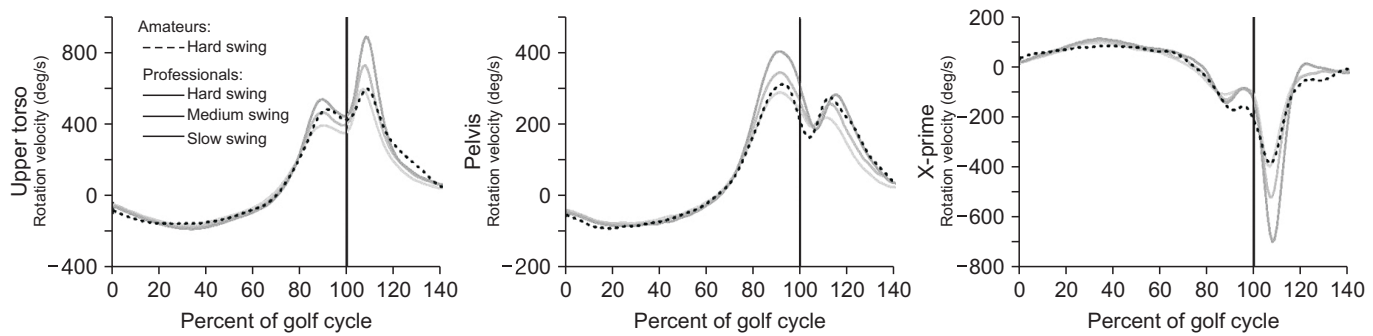 Upper torso
Rotation velocity (deg/s)
800
400
0
−400
Amateurs:
Hard swing
Professionals:
Hard swing
Medium swing
Slow swing
0 20 40 60 80 100 120 140
Percent of golf cycle
Pelvis
Rotation velocity (deg/s)
400
200
0
−200
0 20 40 60 80 100 120 140
Percent of golf cycle
X-prime
Rotation velocity (deg/s)
200
0
−200
−400
−600
−800
0 20 40 60 80 100 120 140
Percent of golf cycle